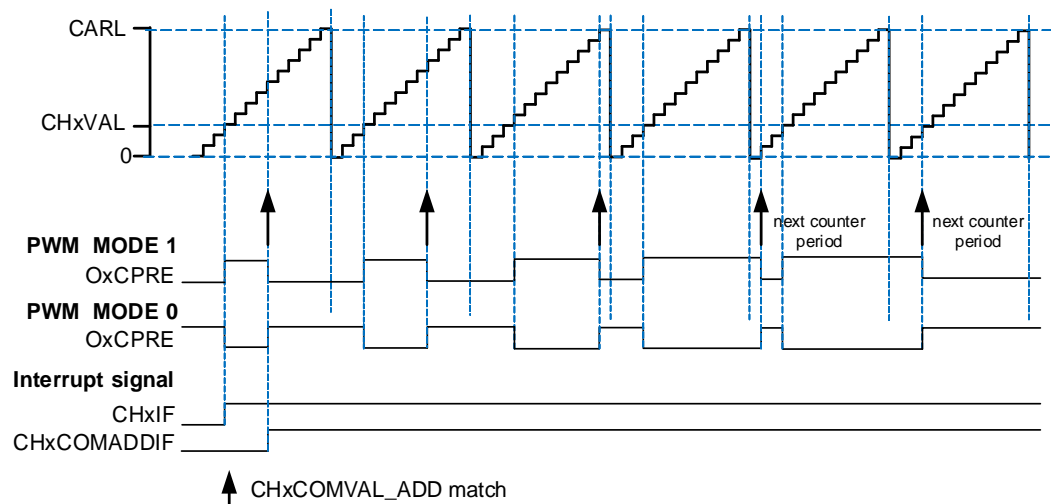 CARL
CHxVAL
0
next counter
period
next counter
period
PWM MODE 1
OxCPRE
PWM MODE 0
OxCPRE
Interrupt signal
CHxIF
CHxCOMADDIF
CHxCOMVAL_ADD match